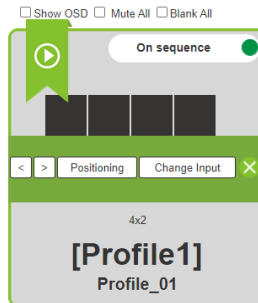 Show OSD Mute All Blank All
On sequence
< > Positioning Change Input X
4x2
[Profile1]
Profile_01